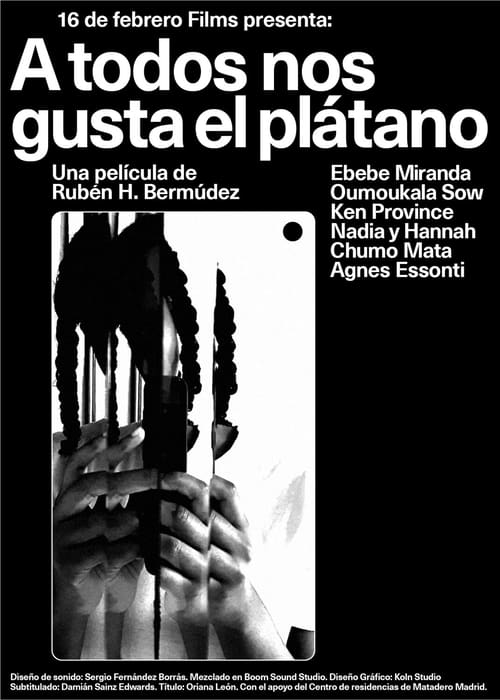 16 de febrero Films presenta:
A todos nos
gusta el plátano
Una película de
Rubén H. Bermúdez
Ebebe Miranda
Oumoukala Sow
Ken Province
Nadia y Hannah
Chumo Mata
Agnes Essonti
Diseño de sonido: Sergio Fernández Borrás. Mezclado en Boom Sound Studio. Diseño Gráfico: Koln Studio
Subtitulado: Damián Sainz Edwards. Título: Oriana León. Con el apoyo del Centro de residencias de Matadero Madrid.